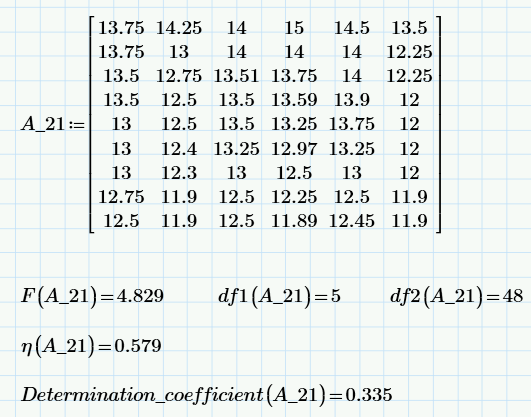 13.75 14.25 14 15 14.5 13.5
13.75 13 14 14 14 12.25
13.5 12.75 13.51 13.75 14 12.25
13.5 12.5 13.5 13.59 13.9 12
A_21:= 13 12.5 13.5 13.25 13.75 12
13 12.4 13.25 12.97 13.25 12
13 12.3 13 12.5 13 12
12.75 11.9 12.5 12.25 12.5 11.9
12.5 11.9 12.5 11.89 12.45 11.9
F(A_21)=4.829 df1(A_21)=5 df2(A_21)=48
η(A_21)=0.579
Determination_coefficient(A_21)=0.335